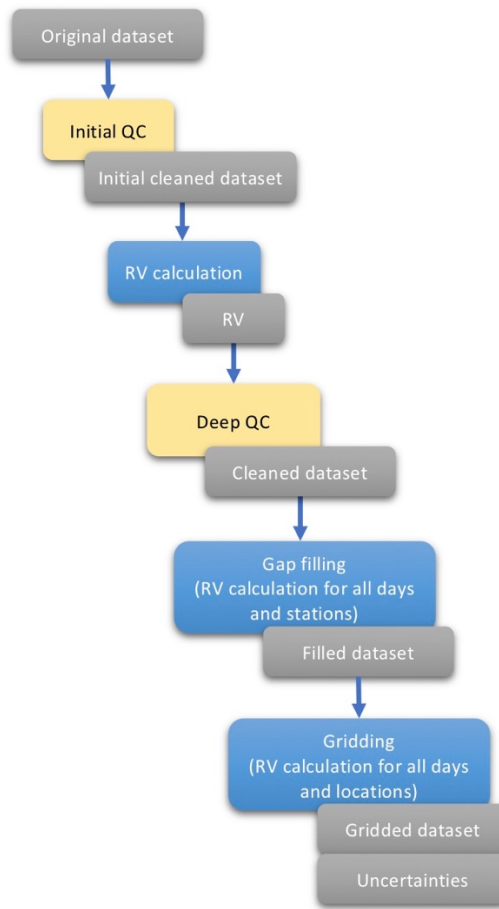 Original dataset
Initial QC
Initial cleaned dataset
RV calculation
RV
Deep QC
Cleaned dataset
Gap filling
(RV calculation for all days
and stations)
Filled dataset
Gridding
(RV calculation for all days
and locations)
Gridded dataset
Uncertainties